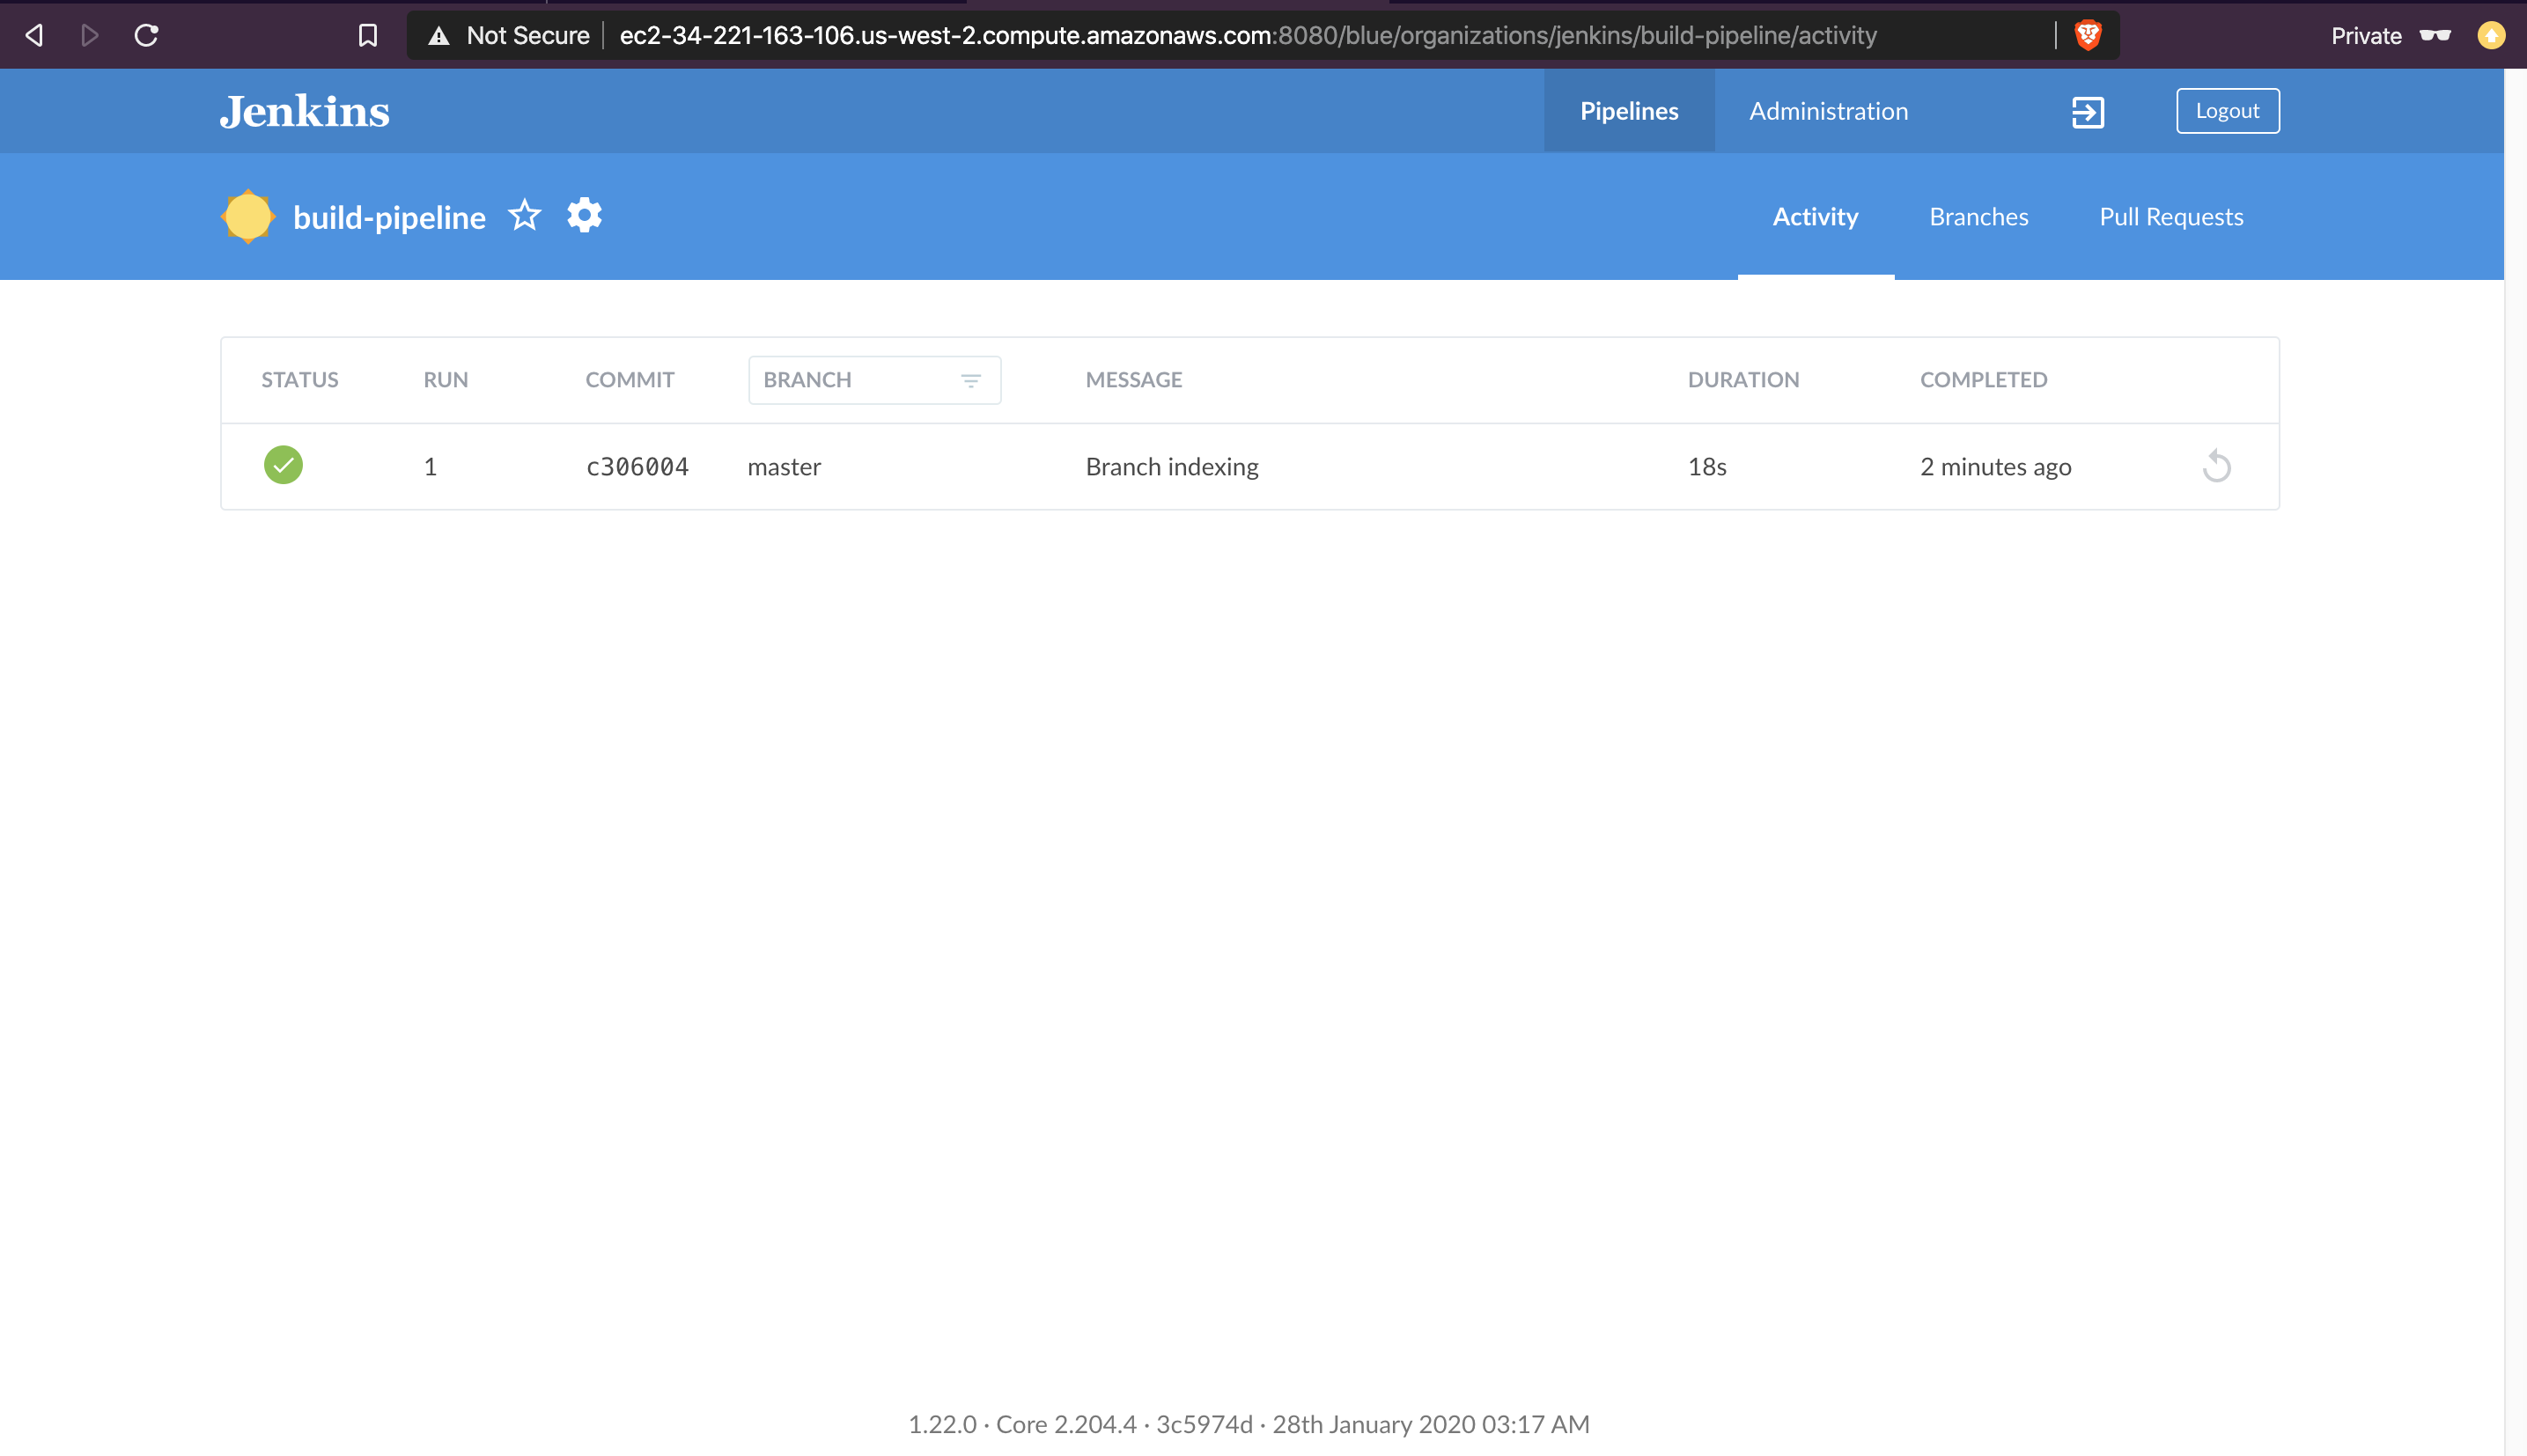 Not Secure ec2-34-221-163-106.us-west-2.compute.amazonaws.com:8080/blue/organizations/jenkins/build-pipeline/activity Private
Jenkins Pipelines Administration Logout
build-pipeline Activity Branches Pull Requests
STATUS RUN COMMIT BRANCH MESSAGE DURATION COMPLETED
1 c306004 master Branch indexing 18s 2 minutes ago
1.22.0 · Core 2.204.4 · 3c5974d · 28th January 2020 03:17 AM